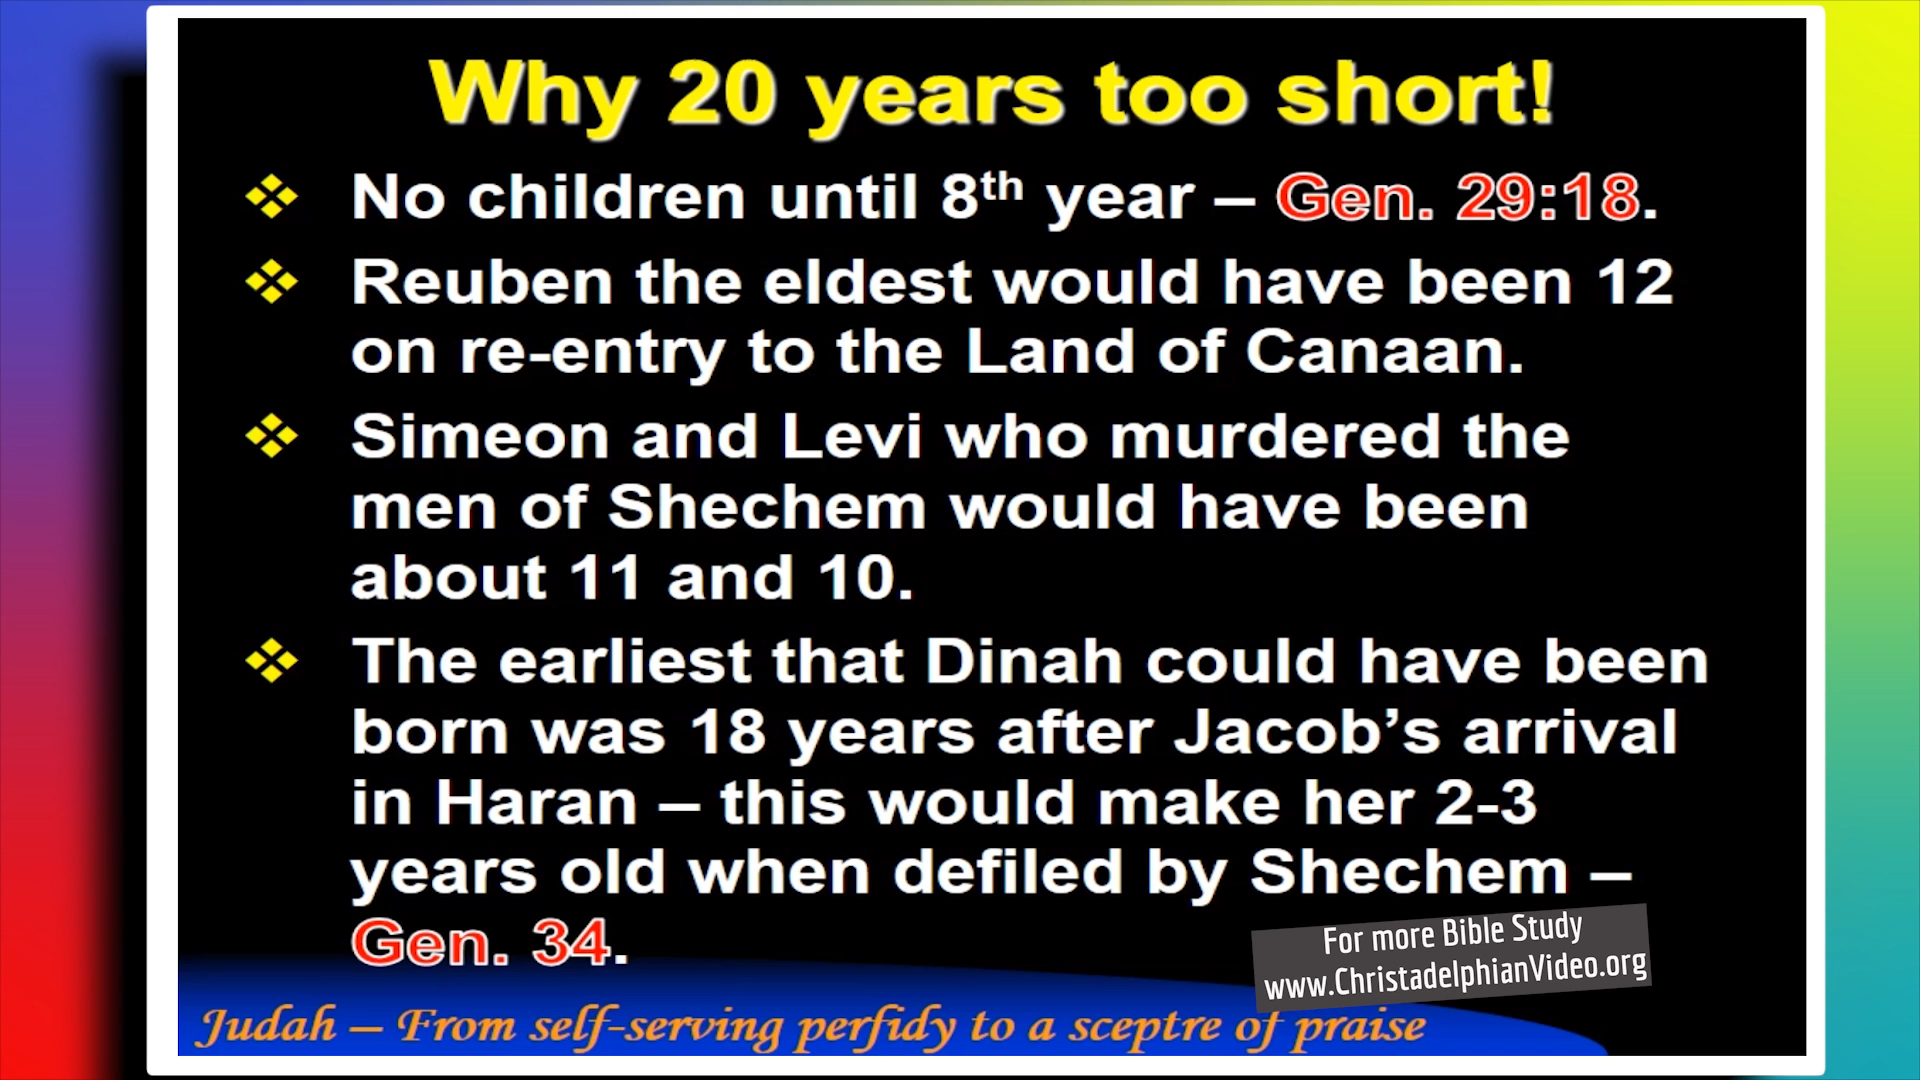 Why 20 years too short!
No children until 8th year – Gen. 29:18.
Reuben the eldest would have been 12
on re-entry to the Land of Canaan.
Simeon and Levi who murdered the
men of Shechem would have been
about 11 and 10.
The earliest that Dinah could have been
born was 18 years after Jacob’s arrival
in Haran – this would make her 2-3
years old when defiled by Shechem –
Gen. 34.
For more Bible Study
www.ChristadelphianVideo.org
Judah – From self-serving perfidy to a sceptre of praise